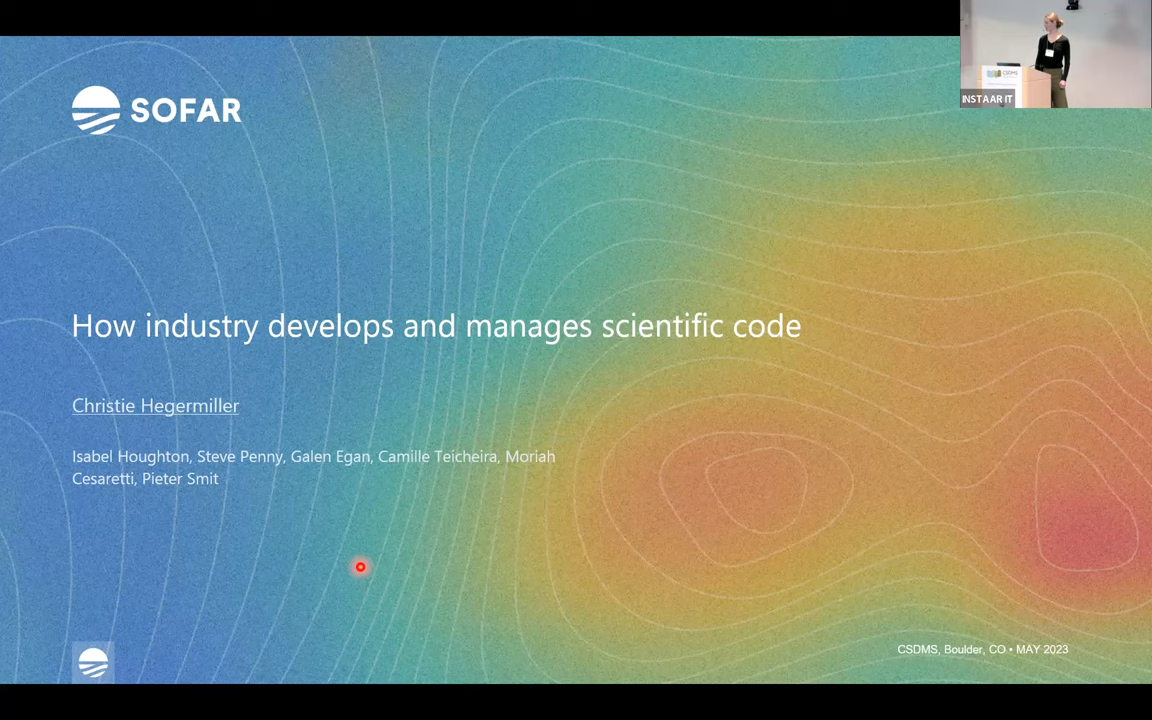 SOFAR
How industry develops and manages scientific code
Christie Hegermiller
Isabel Houghton, Steve Penny, Galen Egan, Camille Teicheira, Moriah
Cesaretti, Pieter Smit
CSDMS, Boulder, CO • MAY 2023
CSDMS
INSTAAR IT